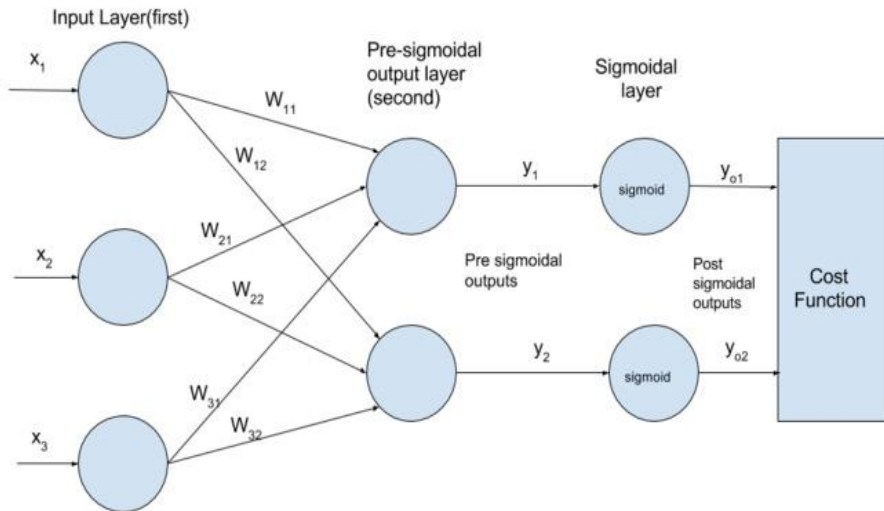 Input Layer(first)
x1
x2
x3
W11
W12
W21
W22
W31
W32
Pre-sigmoidal
output layer
(second)
y1
y2
Pre sigmoidal
outputs
Sigmoidal
layer
sigmoid
sigmoid
yo1
yo2
Post
sigmoidal
outputs
Cost
Function